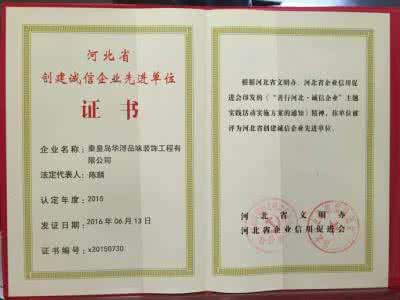 河北省
创建诚信企业先进单位
证书
企业名称：秦皇岛华浔品味装饰工程有
限公司
法定代表人：陈麟
认定年度：2015
发证日期：2016年06月13日
证书编号：x20150730
根据河北省文明办、河北省企业信用促
进会印发的《“善行河北·诚信企业”主题
实践活动实施方案的通知》精神，你单位被
评为河北省创建诚信企业先进单位。
河北省文明办
河北省企业信用促进会